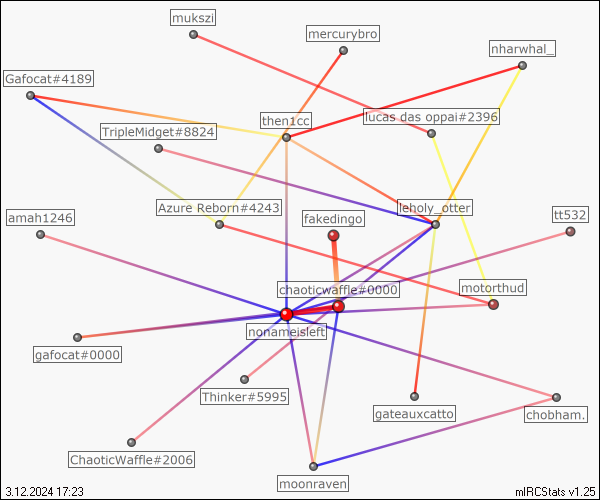 mukszi
mercurybro
nharwhal_
Gafocat#4189
then1cc
lucas das oppai#2396
TripleMidget#8824
Azure Reborn#4243
leholy_otter
amah1246
fakedingo
tt532
chaoticwaffle#0000
motorthud
nonameisleft
gafocat#0000
Thinker#5995
gateauxcatto
chobham.
ChaoticWaffle#2006
moonraven
3.12.2024 17:23
mIRCStats v1.25